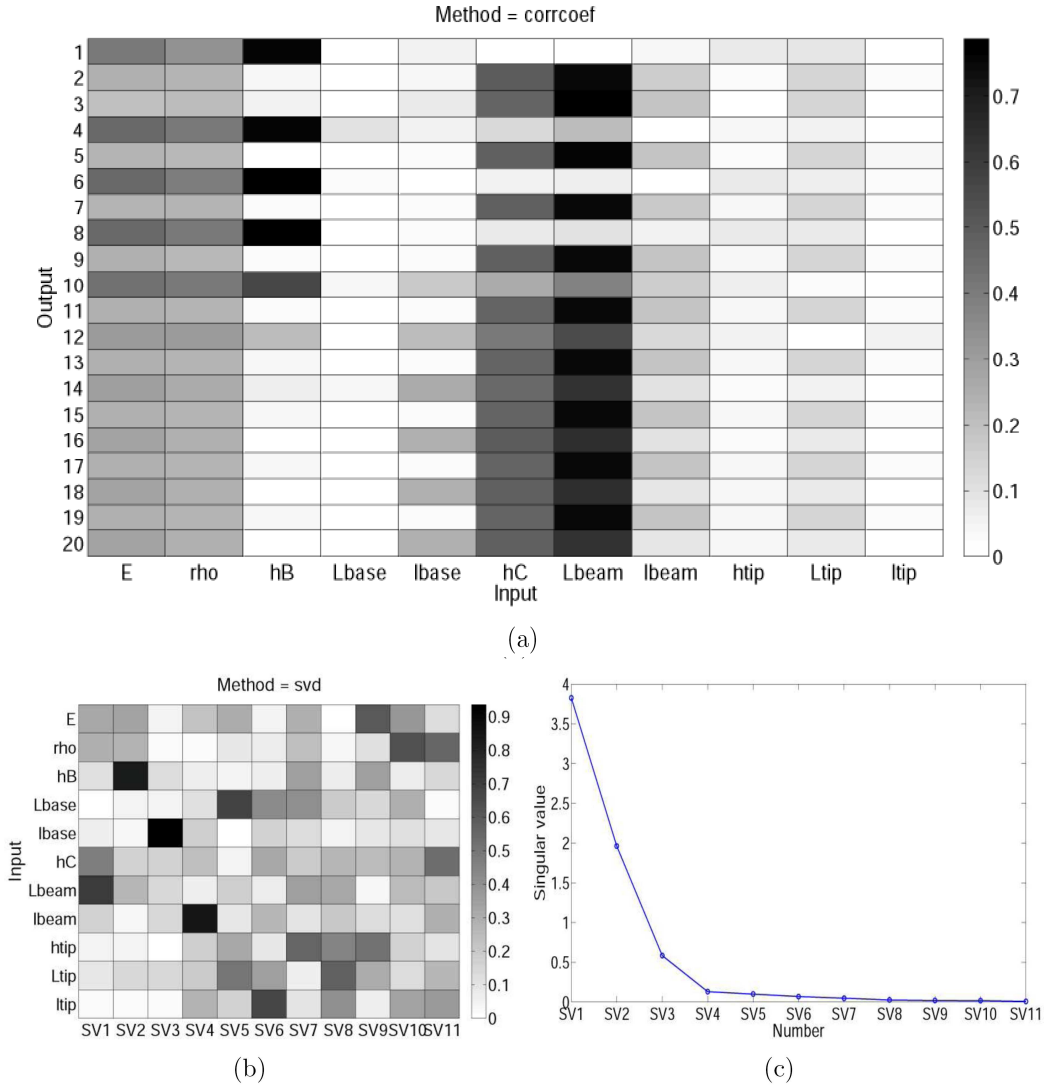 Method = corrcoef
1
2
3
4
5
6
7
8
9
10
11
12
13
14
15
16
17
18
19
20
Output
E rho hB Lbase lbase hC Lbeam lbeam htip Ltip ltip
Input
0.7
0.6
0.5
0.4
0.3
0.2
0.1
0
(a)
Method = svd
E
rho
hB
Lbase
lbase
hC
Lbeam
lbeam
htip
Ltip
ltip
Input
SV1 SV2 SV3 SV4 SV5 SV6 SV7 SV8 SV9 SV10 SV11
0.9
0.8
0.7
0.6
0.5
0.4
0.3
0.2
0.1
0
(b)
4
3.5
3
2.5
2
1.5
1
0.5
0
Singular value
SV1 SV2 SV3 SV4 SV5 SV6 SV7 SV8 SV9 SV10 SV11
Number
(c)